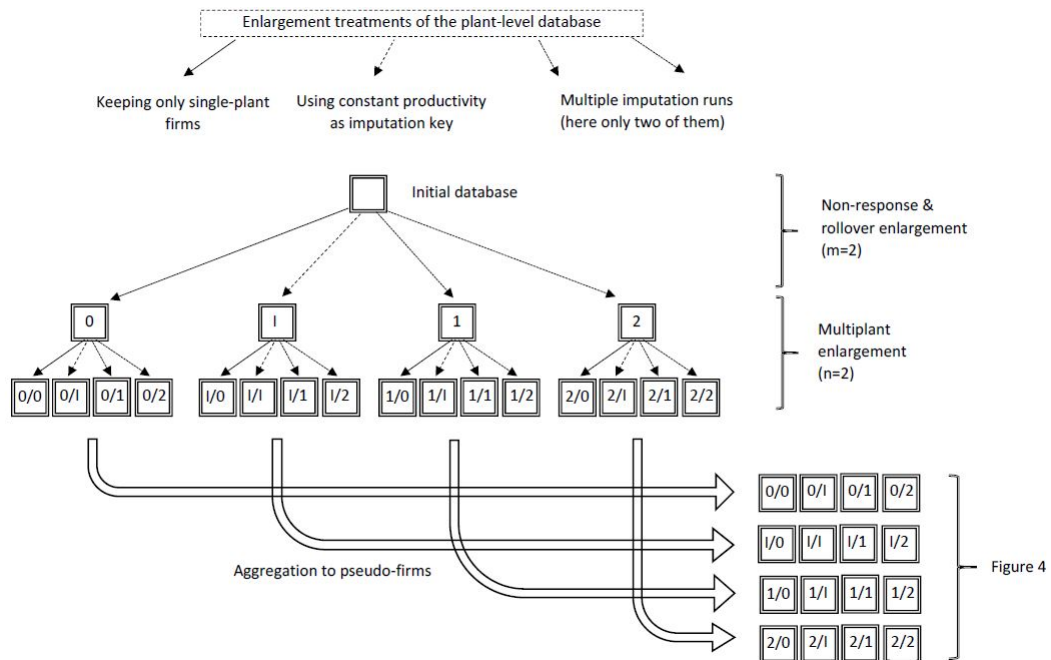 Enlargement treatments of the plant-level database
Keeping only single-plant
firms
Using constant productivity
as imputation key
Multiple imputation runs
(here only two of them)
Initial database
Non-response &
rollover enlargement
(m=2)
0
I
1
2
Multiplant
enlargement
(n=2)
0/0 0/I 0/1 0/2
I/0 I/I I/1 I/2
1/0 1/I 1/1 1/2
2/0 2/I 2/1 2/2
Aggregation to pseudo-firms
0/0 0/I 0/1 0/2
I/0 I/I I/1 I/2
1/0 1/I 1/1 1/2
2/0 2/I 2/1 2/2
Figure 4